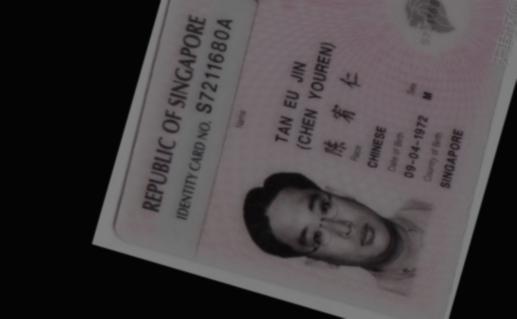 REPUBLIC OF SINGAPORE
IDENTITY CARD NO. S7211680A
Name
TAN EU JIN
(CHEN YOUREN)
陈宥仁
Race
CHINESE
Date of Birth
Sex
09-04-1972
M
Country of Birth
SINGAPORE